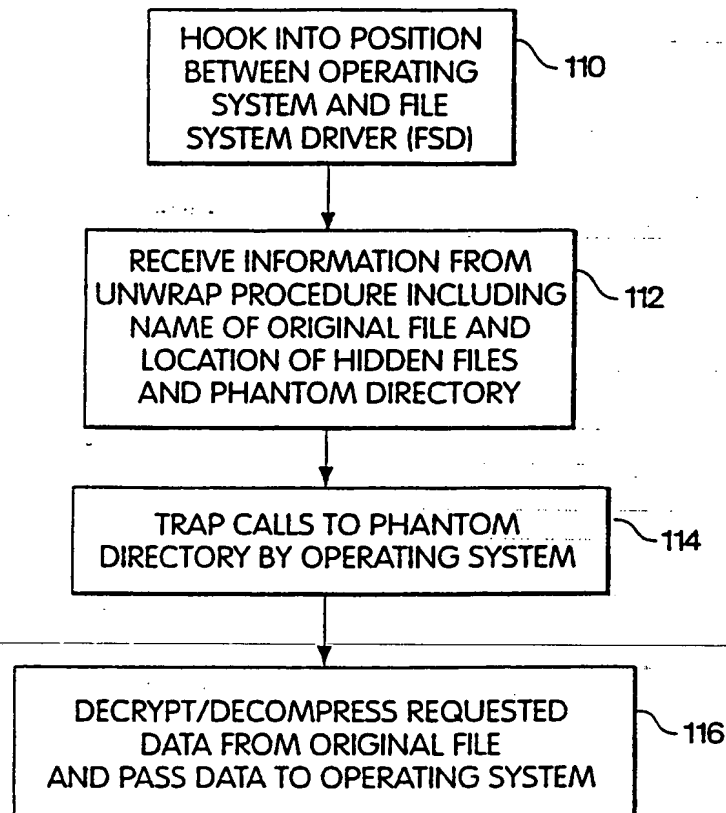 HOOK INTO POSITION
BETWEEN OPERATING
SYSTEM AND FILE
SYSTEM DRIVER (FSD)
110
RECEIVE INFORMATION FROM
UNWRAP PROCEDURE INCLUDING
NAME OF ORIGINAL FILE AND
LOCATION OF HIDDEN FILES
AND PHANTOM DIRECTORY
112
TRAP CALLS TO PHANTOM
DIRECTORY BY OPERATING SYSTEM
114
DECRYPT/DECOMPRESS REQUESTED
DATA FROM ORIGINAL FILE
AND PASS DATA TO OPERATING SYSTEM
116